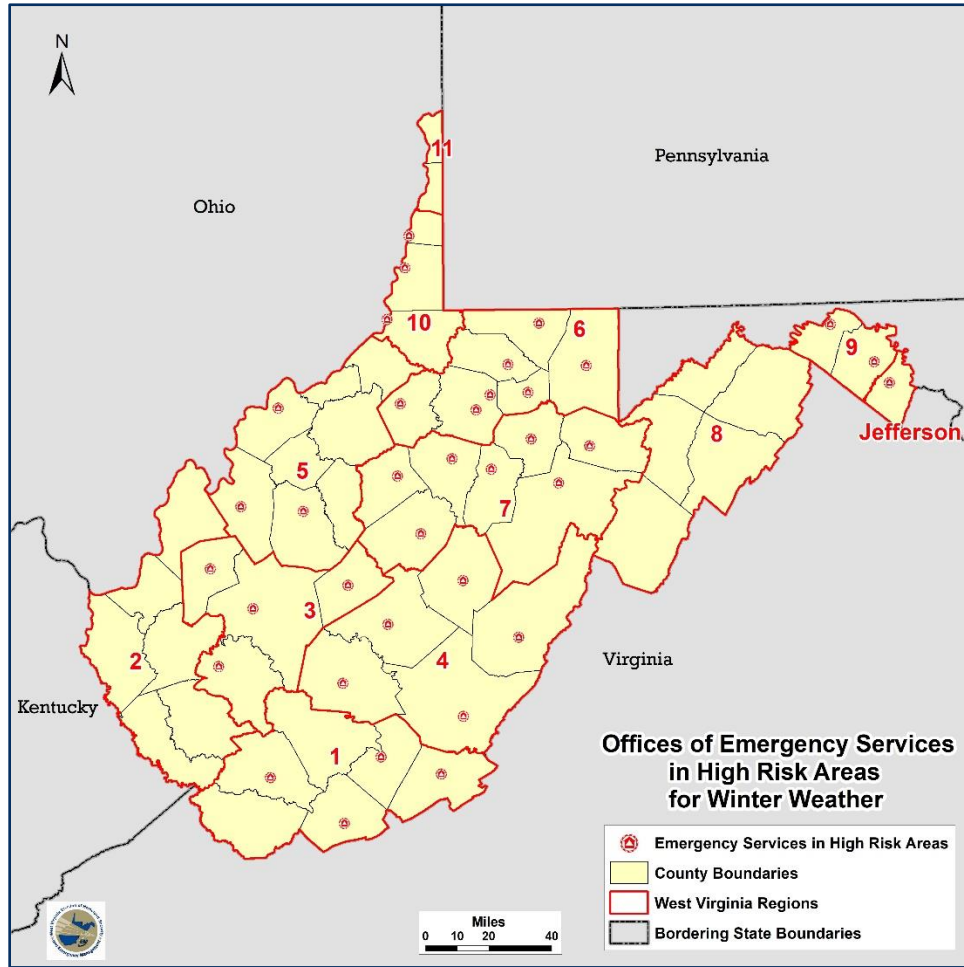 N
11
Pennsylvania
Ohio
10
6
9
8
Jefferson
5
7
3
2
4
Virginia
Kentucky
1
Offices of Emergency Services
in High Risk Areas
for Winter Weather
Emergency Services in High Risk Areas
County Boundaries
West Virginia Regions
Bordering State Boundaries
Miles
0 10 20 40